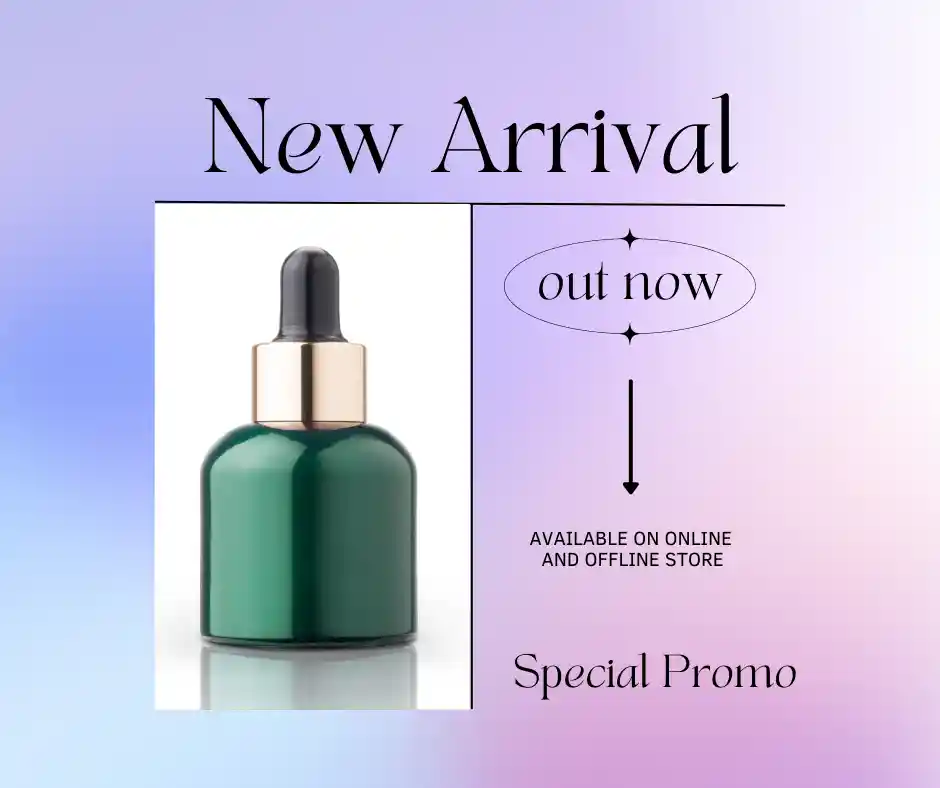 New Arrival
out now
AVAILABLE ON ONLINE
AND OFFLINE STORE
Special Promo